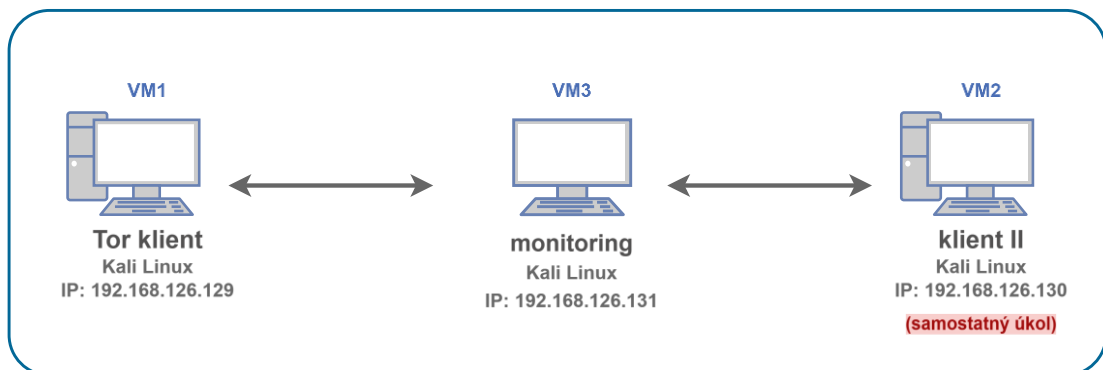 VM1
Tor klient
Kali Linux
IP: 192.168.126.129
VM3
monitoring
Kali Linux
IP: 192.168.126.131
VM2
klient II
Kali Linux
IP: 192.168.126.130
(samostatný úkol)